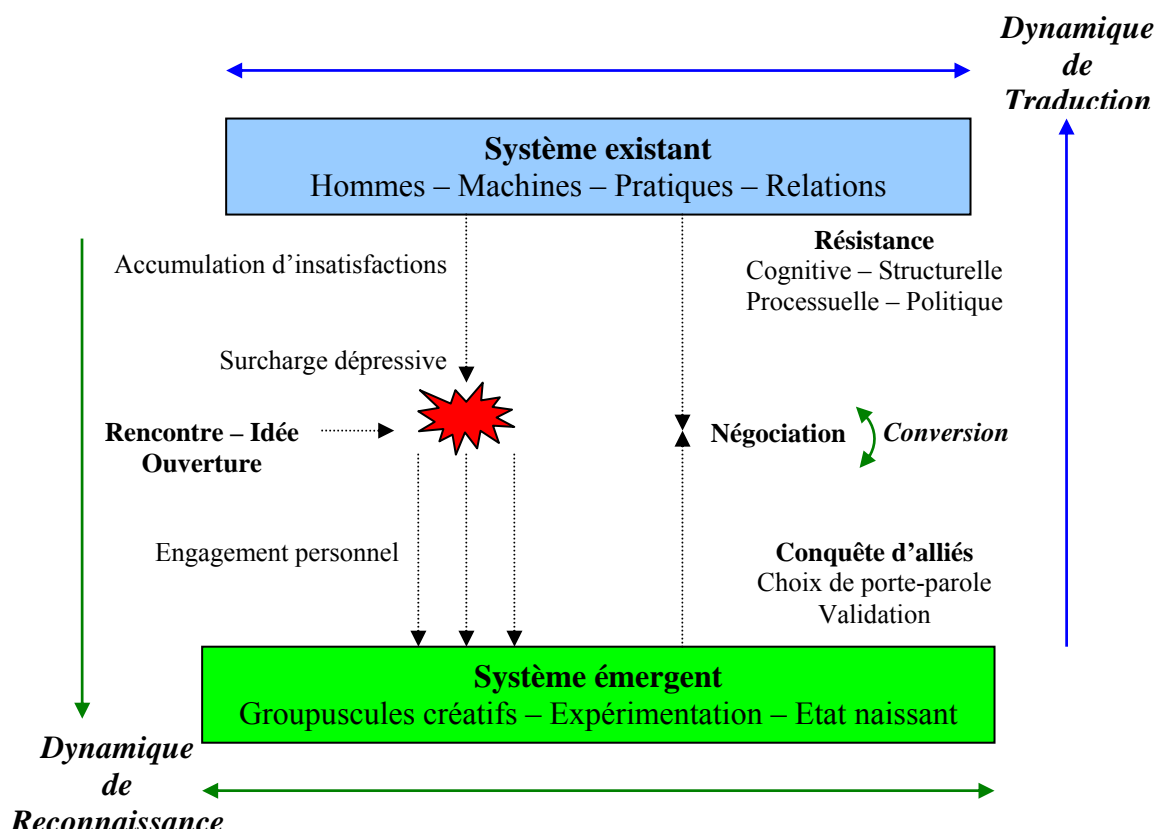 Dynamique
de
Traduction
Système existant
Hommes – Machines – Pratiques – Relations
Accumulation d’insatisfactions
Résistance
Cognitive – Structurelle
Processuelle – Politique
Surcharge dépressive
Rencontre – Idée
Ouverture
Négociation
Conversion
Engagement personnel
Conquête d’alliés
Choix de porte-parole
Validation
Système émergent
Groupuscules créatifs – Expérimentation – Etat naissant
Dynamique
de
Reconnaissance